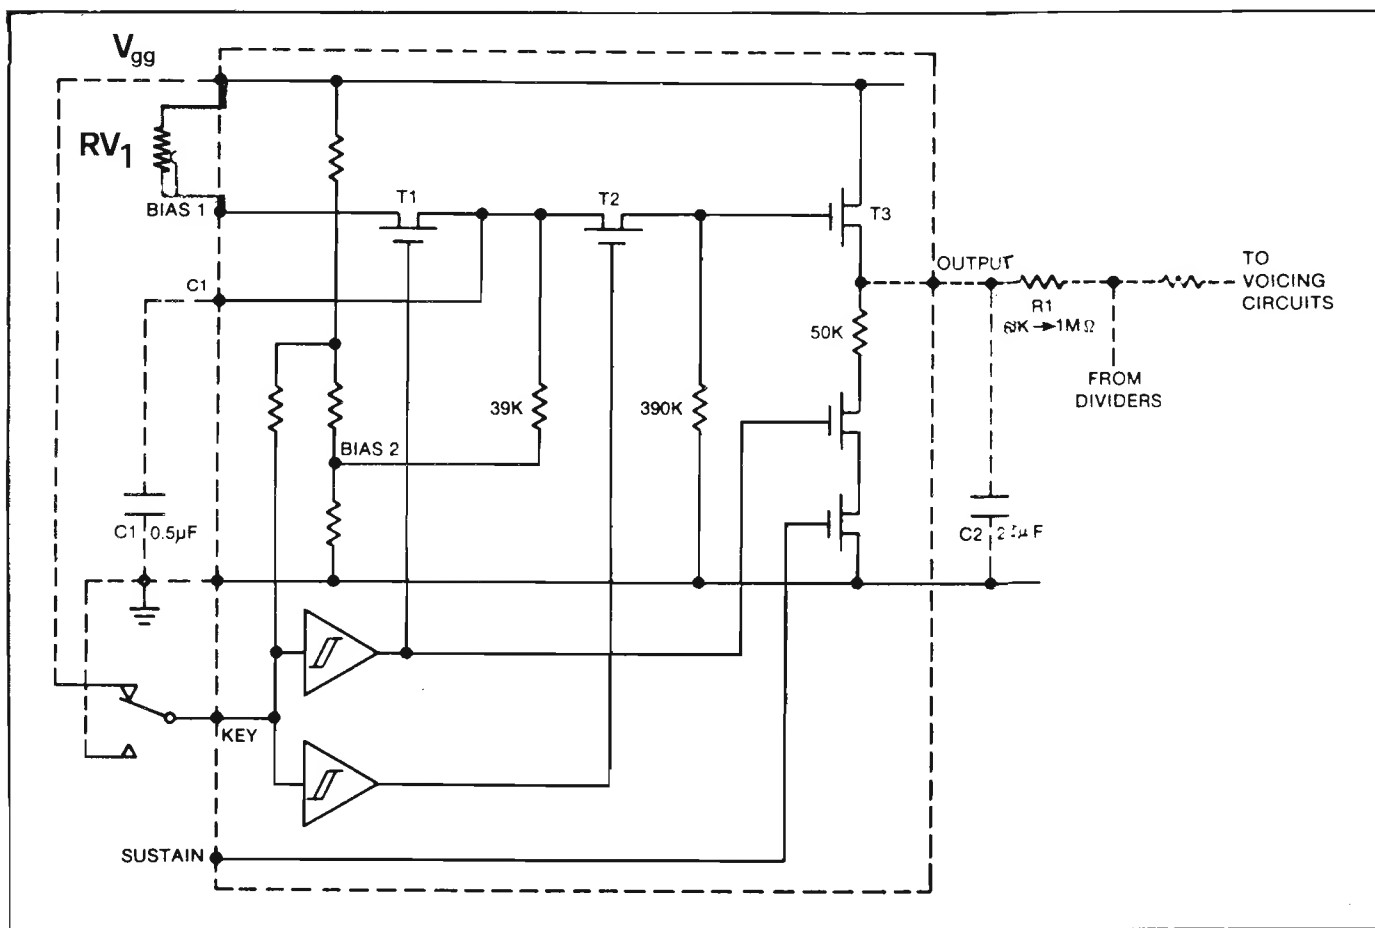 Vgg
RV1
BIAS 1
T1
T2
T3
C1
OUTPUT
TO
VOICING
CIRCUITS
R1
→1MΩ
50K
FROM
DIVIDERS
39K
390K
BIAS 2
C1 0.5µF
C2
KEY
SUSTAIN